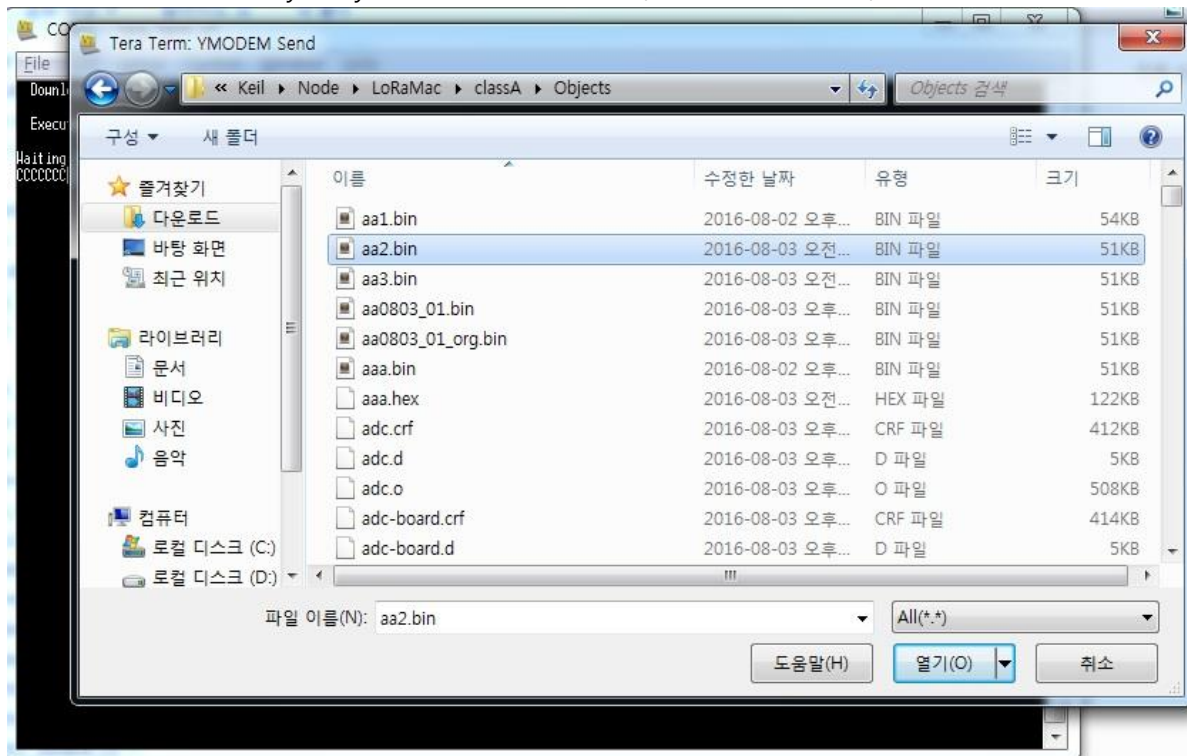 Tera Term: YMODEM Send
File
« Keil ▸ Node ▸ LoRaMac ▸ classA ▸ Objects
Objects 검색
구성 ▼ 새 폴더
Waiting
CCCCCCC
이름 수정한 날짜 유형 크기
즐겨찾기
다운로드
바탕 화면
최근 위치
라이브러리
문서
비디오
사진
음악
컴퓨터
로컬 디스크 (C:)
로컬 디스크 (D:)
aa1.bin 2016-08-02 오후... BIN 파일 54KB
aa2.bin 2016-08-03 오전... BIN 파일 51KB
aa3.bin 2016-08-03 오전... BIN 파일 51KB
aa0803_01.bin 2016-08-03 오후... BIN 파일 51KB
aa0803_01_org.bin 2016-08-03 오후... BIN 파일 51KB
aaa.bin 2016-08-02 오후... BIN 파일 51KB
aaa.hex 2016-08-03 오전... HEX 파일 122KB
adc.crf 2016-08-03 오후... CRF 파일 412KB
adc.d 2016-08-03 오후... D 파일 5KB
adc.o 2016-08-03 오후... O 파일 508KB
adc-board.crf 2016-08-03 오후... CRF 파일 414KB
adc-board.d 2016-08-03 오후... D 파일 5KB
파일 이름(N): aa2.bin
All(*.*)
도움말(H) 열기(O) 취소